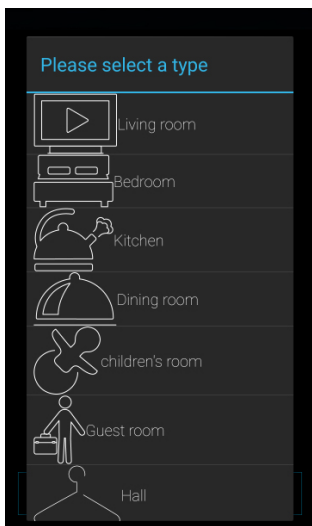 Please select a type
Living room
Bedroom
Kitchen
Dining room
children's room
Guest room
Hall